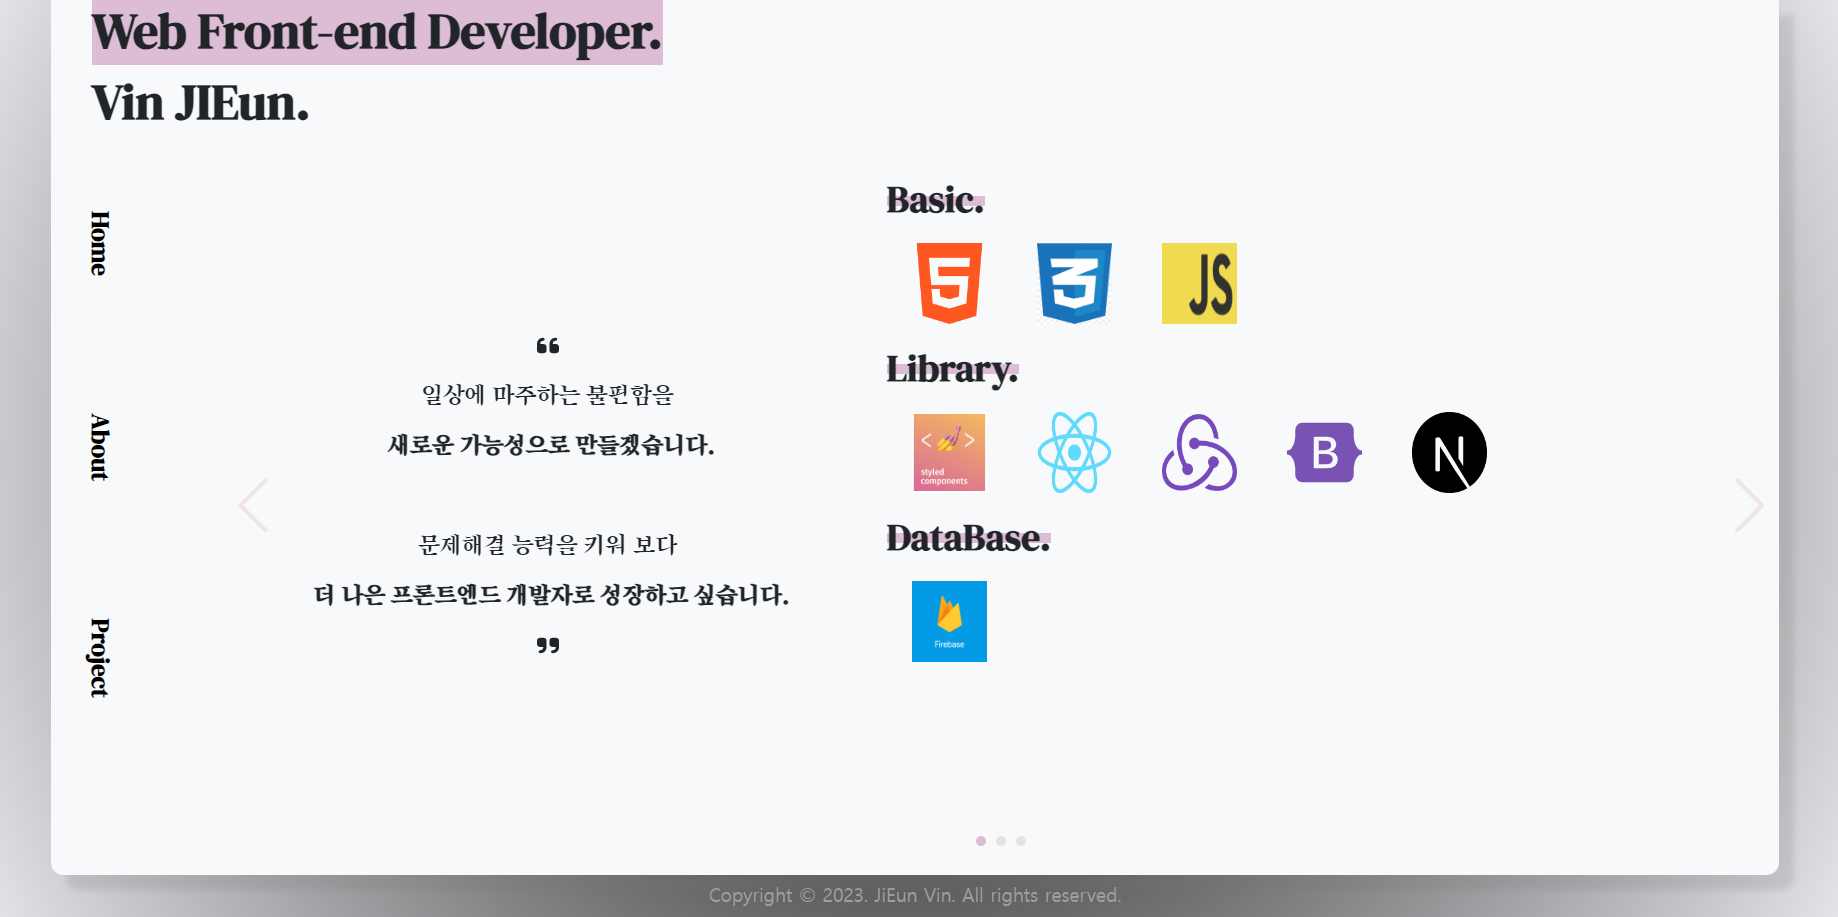 Web Front-end Developer.
Vin JIEun.
Home
About
Project
❝
일상에 마주하는 불편함을
새로운 가능성으로 만들겠습니다.
문제해결 능력을 키워 보다
더 나은 프론트엔드 개발자로 성장하고 싶습니다.
❞
Basic.
5
3
JS
Library.
< >
styled
components
B
N
DataBase.
Firebase
Copyright © 2023. JiEun Vin. All rights reserved.